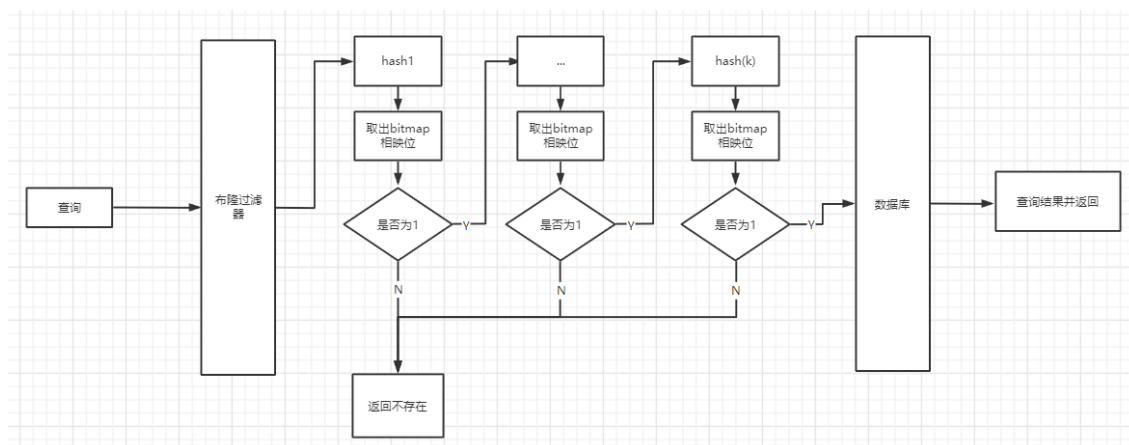 查询
布隆过滤
器
hash1
取出bitmap
相映位
是否为1
Y
N
...
取出bitmap
相映位
是否为1
Y
N
hash(k)
取出bitmap
相映位
是否为1
Y
N
返回不存在
数据库
查询结果并返回